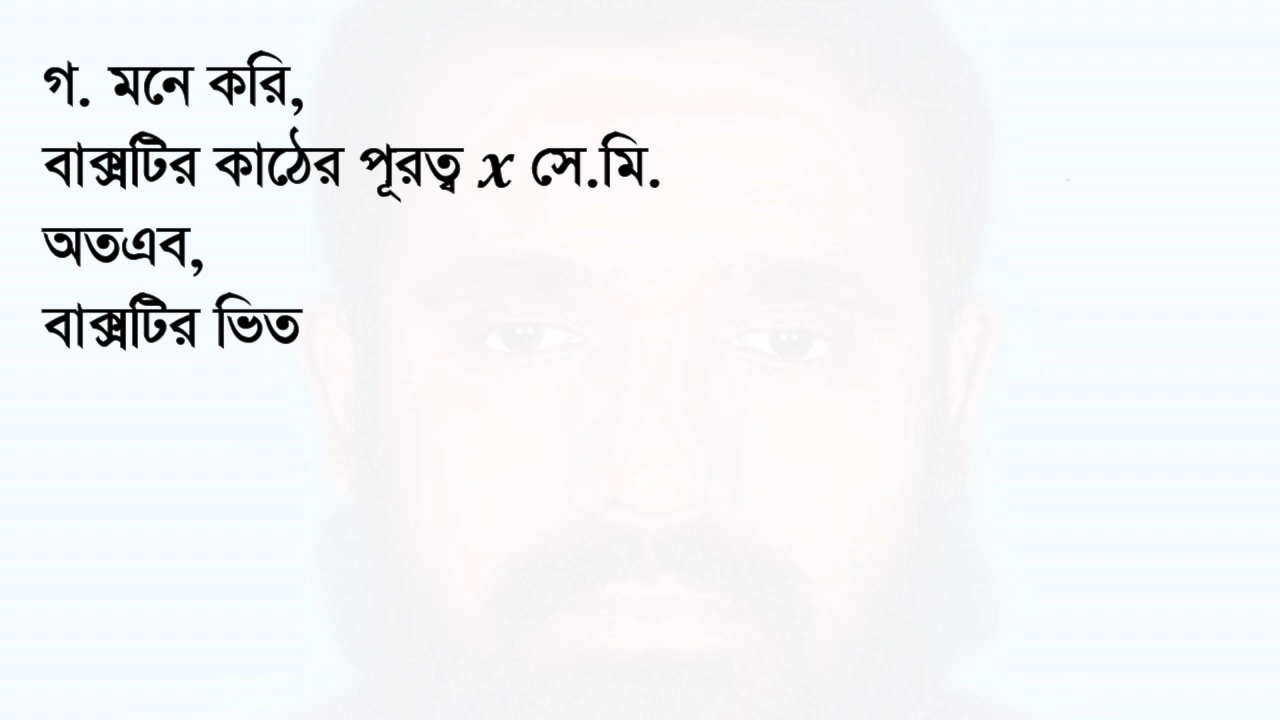 গ. মনে করি,
বাক্সটির কাঠের পূরত্ব x সে.মি.
অতএব,
বাক্সটির ভিত